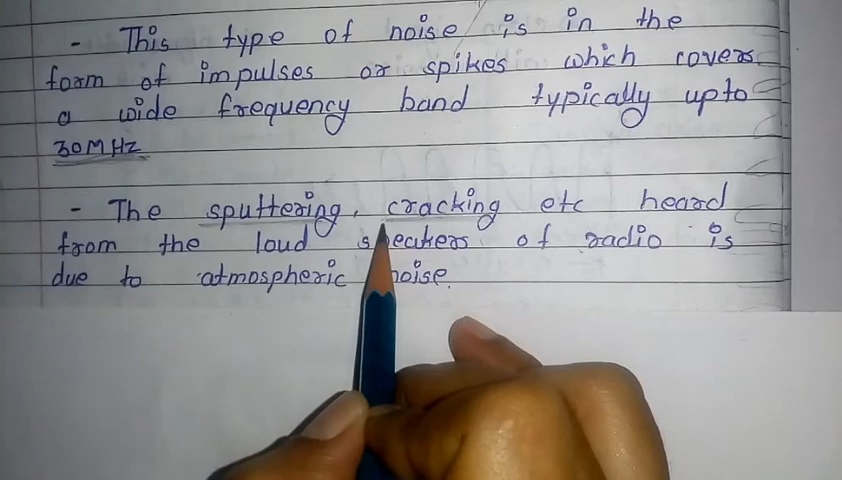 - This type of noise is in the
form of impulses or spikes which covers
a wide frequency band typically upto
30MHz
- The sputtering, cracking etc heard
from the loud speakers of radio is
due to atmospheric noise.